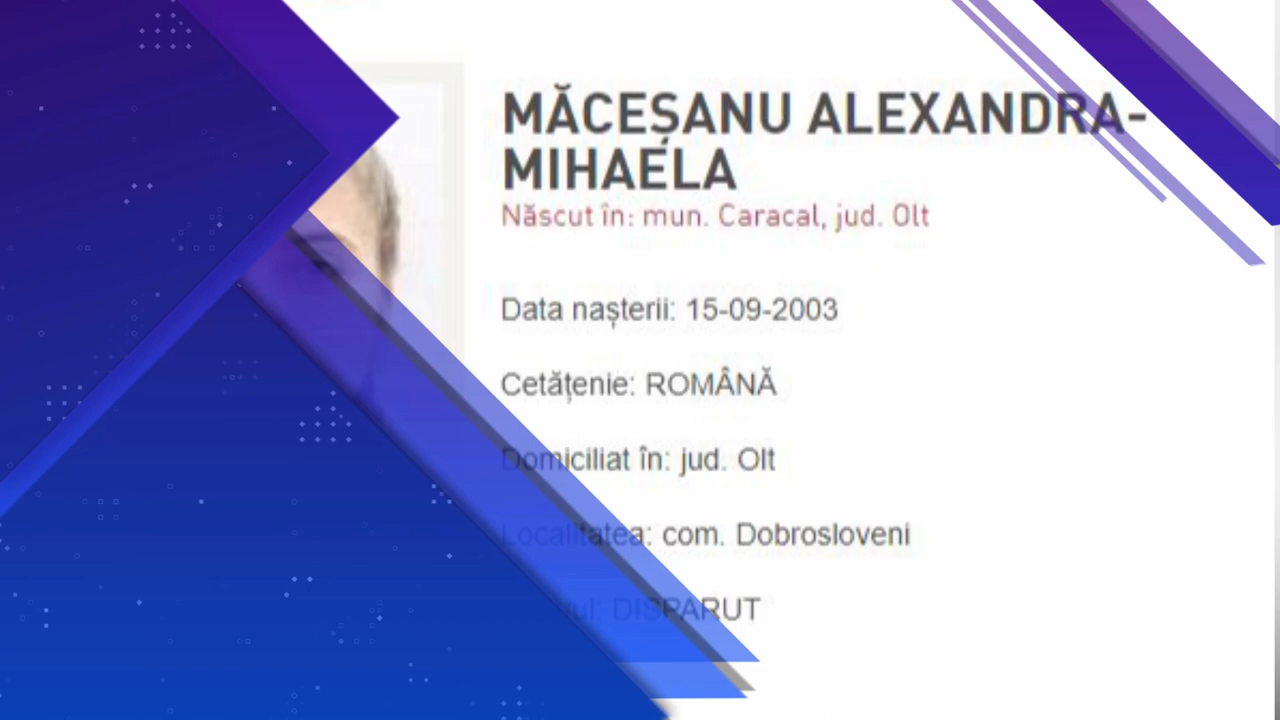 MĂCEȘANU ALEXANDRA-
MIHAELA
Născut în: mun. Caracal, jud. Olt
Data nașterii: 15-09-2003
Cetățenie: ROMÂNĂ
Domiciliat în: jud. Olt
Localitatea: com. Dobrosloveni
DISPARUT